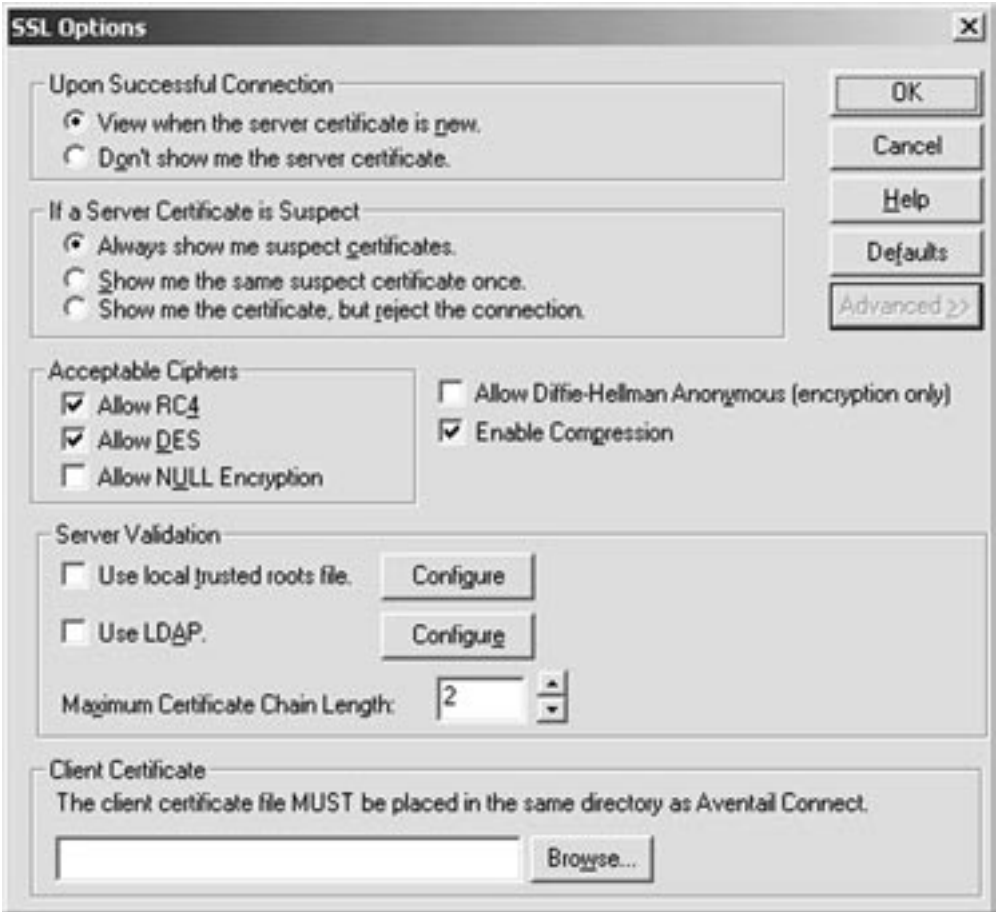 SSL Options
Upon Successful Connection
View when the server certificate is new.
Don't show me the server certificate.
If a Server Certificate is Suspect
Always show me suspect certificates.
Show me the same suspect certificate once.
Show me the certificate, but reject the connection.
OK
Cancel
Help
Defaults
Advanced >>
Acceptable Ciphers
Allow RC4
Allow DES
Allow NULL Encryption
Allow Diffie-Hellman Anonymous (encryption only)
Enable Compression
Server Validation
Use local trusted roots file.
Configure
Use LDAP.
Configure
Maximum Certificate Chain Length:
2
Client Certificate
The client certificate file MUST be placed in the same directory as Aventail Connect.
Browse...